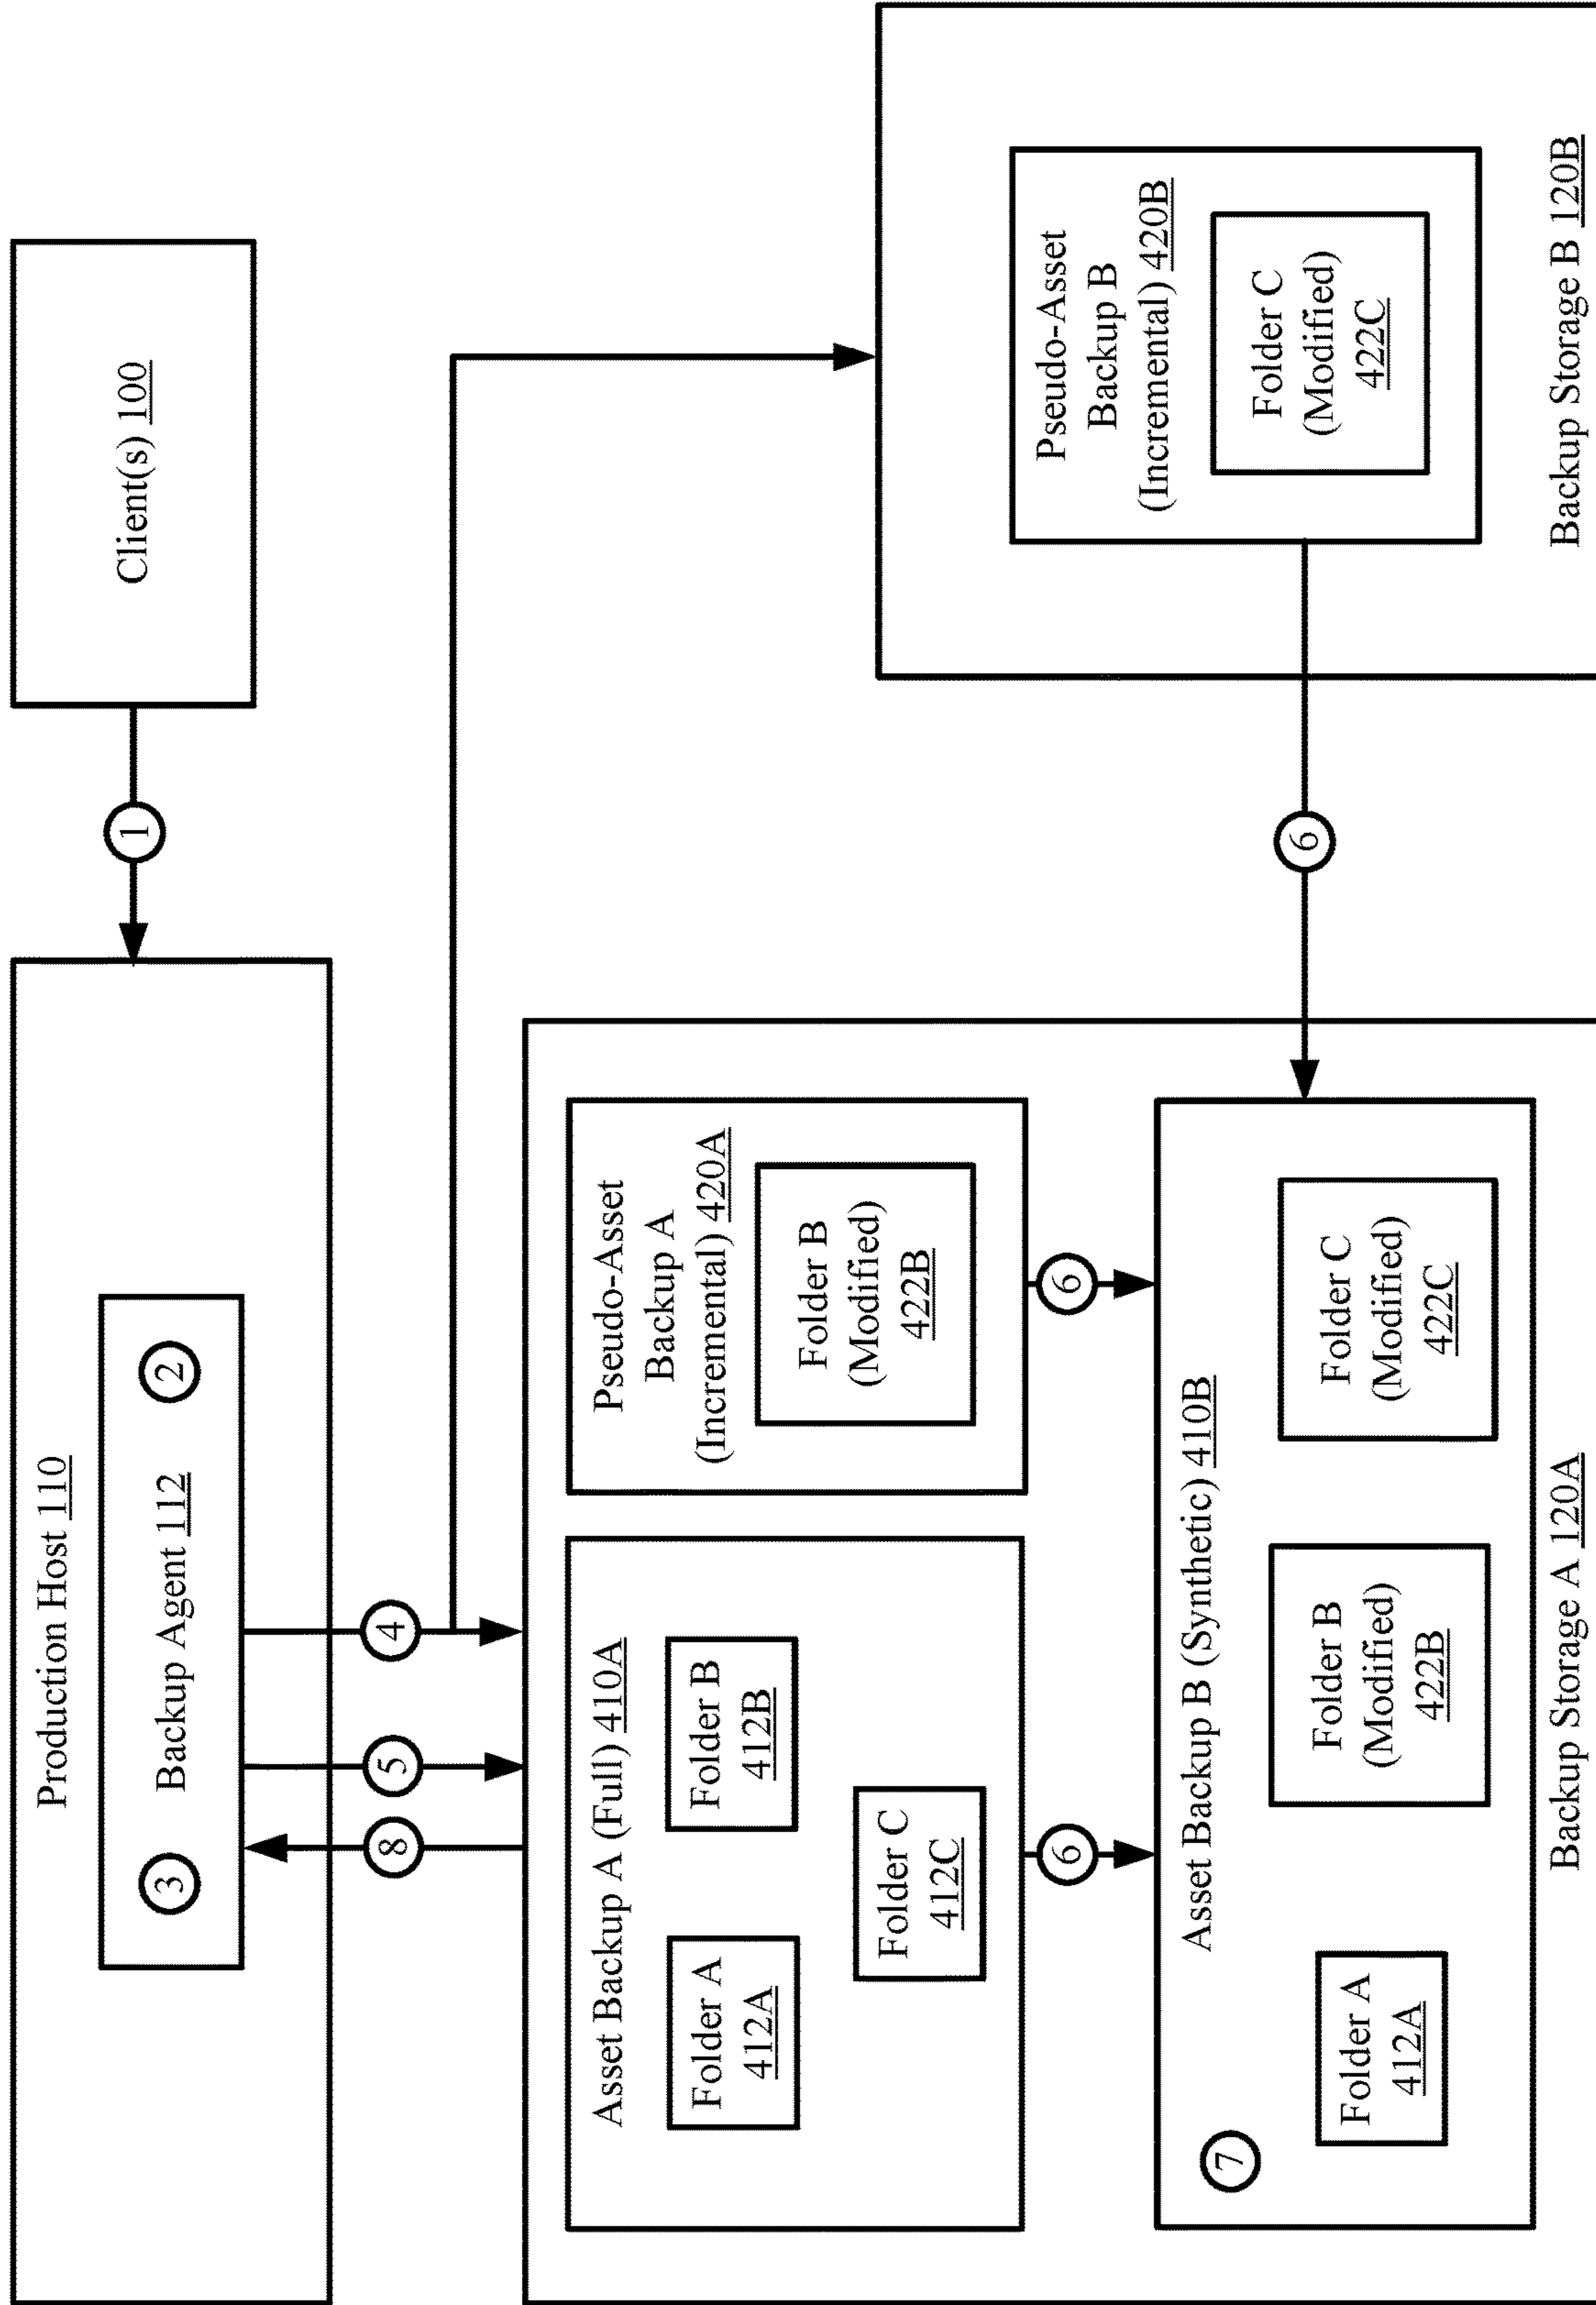 Production Host 110
3
Backup Agent 112
2
1
Client(s) 100
8
5
4
Asset Backup A (Full) 410A
Folder A
412A
Folder B
412B
Folder C
412C
Pseudo-Asset
Backup A
(Incremental) 420A
Folder B
(Modified)
422B
6
6
6
7
Asset Backup B (Synthetic) 410B
Folder A
412A
Folder B
(Modified)
422B
Folder C
(Modified)
422C
Backup Storage A 120A
Pseudo-Asset
Backup B
(Incremental) 420B
Folder C
(Modified)
422C
Backup Storage B 120B